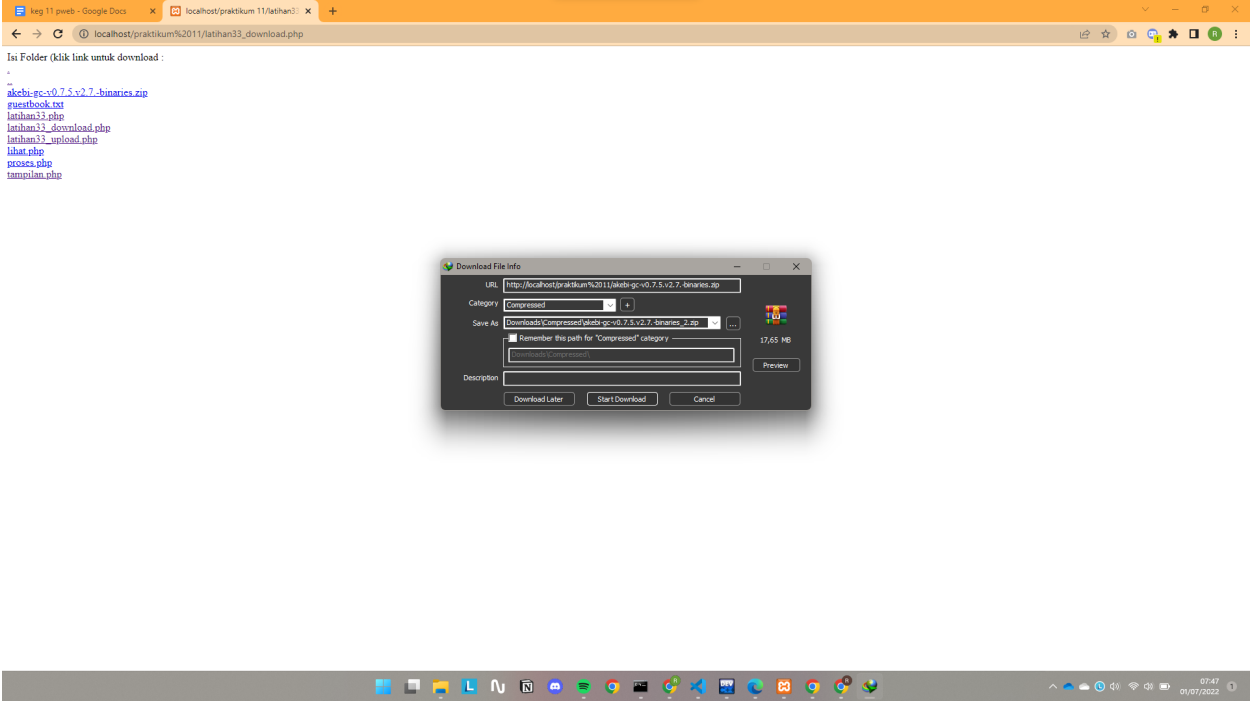 keg 11 pweb - Google Docs
localhost/praktikum 11/latihan33
localhost/praktikum%2011/latihan33_download.php
R
Isi Folder (klik link untuk download :
.
..
akebi-gc-v0.7.5.v2.7.-binaries.zip
guestbook.txt
latihan33.php
latihan33_download.php
latihan33_upload.php
lihat.php
proses.php
tampilan.php
Download File Info
URL http://localhost/praktikum%2011/akebi-gc-v0.7.5.v2.7.-binaries.zip
Category Compressed +
Save As Downloads\Compressed\akebi-gc-v0.7.5.v2.7.-binaries_2.zip ...
Remember this path for "Compressed" category
17,65 MB
Downloads\Compressed\
Preview
Description
Download Later Start Download Cancel
L N DEV
07:47
01/07/2022 1